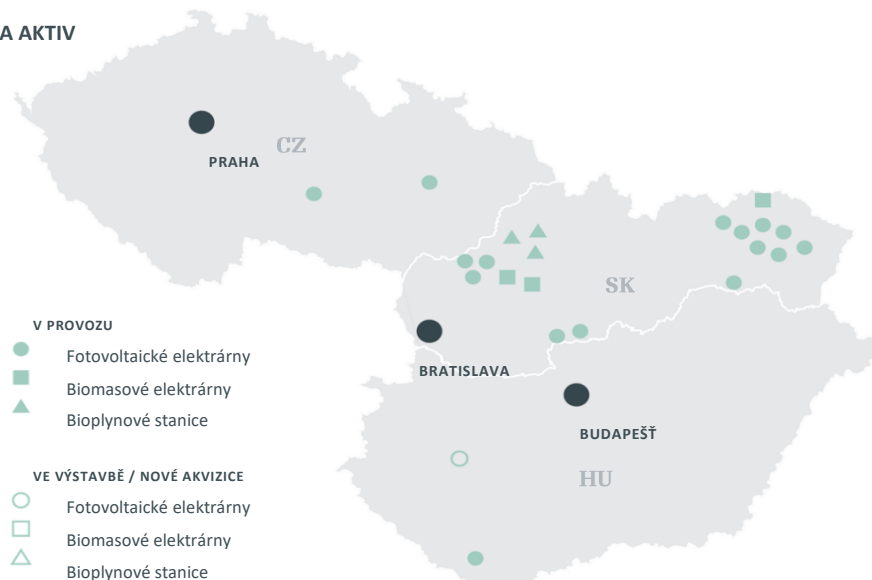 A AKTIV
CZ
PRAHA
SK
V PROVOZU
Fotovoltaické elektrárny
BRATISLAVA
Biomasové elektrárny
Bioplynové stanice
BUDAPEŠŤ
VE VÝSTAVBĚ / NOVÉ AKVIZICE
HU
Fotovoltaické elektrárny
Biomasové elektrárny
Bioplynové stanice